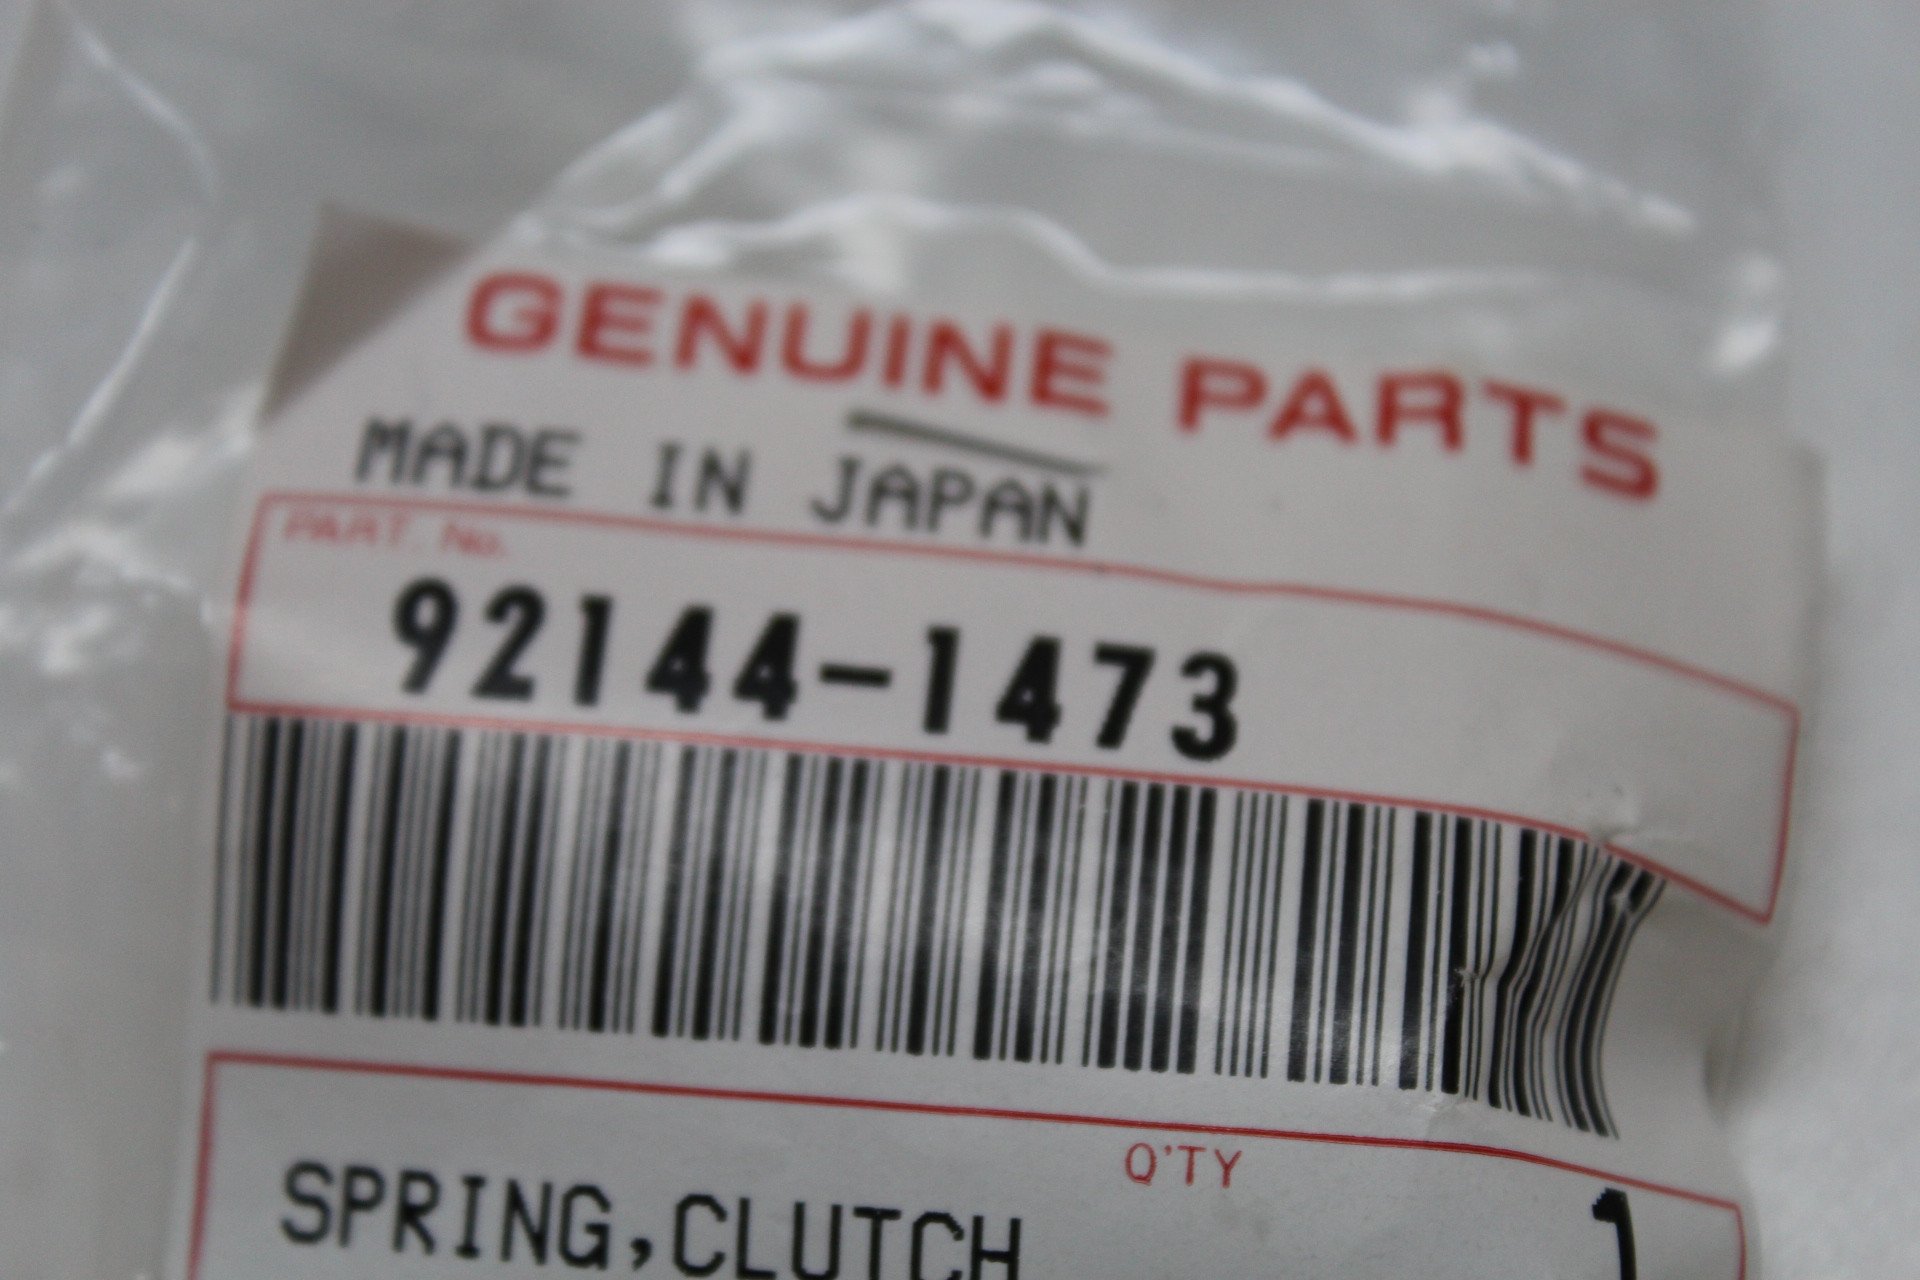 GENUINE PARTS
MADE IN JAPAN
PART. No.
92144-1473
Q'TY
SPRING,CLUTCH 1